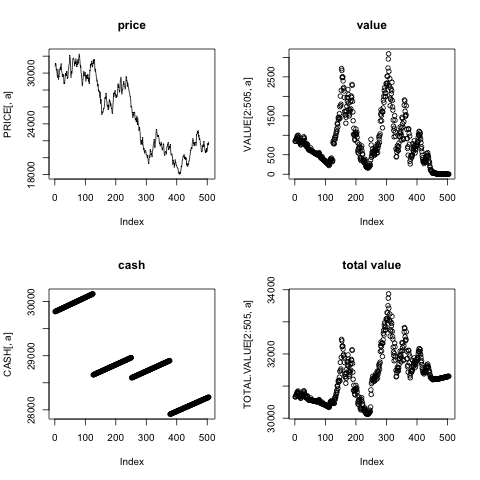 price
PRICE[, a]
18000 24000 30000
0 100 200 300 400 500
Index
value
VALUE[2:505, a]
0 500 1500 2500
0 100 200 300 400 500
Index
cash
CASH[, a]
28000 29000 30000
0 100 200 300 400 500
Index
total value
TOTAL.VALUE[2:505, a]
30000 32000 34000
0 100 200 300 400 500
Index